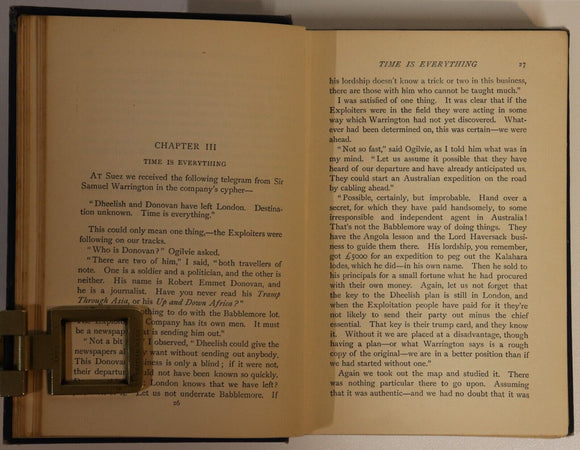 CHAPTER III
TIME IS EVERYTHING
AT SUEZ we received the following telegram from Sir
Samuel Warrington in the company's cypher—
"Dheelish and Donovan have left London. Destina-
tion unknown. Time is everything."
This could only mean one thing,—the Exploiters were
following on our tracks.
"Who is Donovan?" Ogilvie asked.
"There are two of him," I said, "both travellers of
note. One is a soldier and a politician, and the other is
neither. His name is Robert Emmet Donovan, and he
is a journalist. Have you never read his Tramp
Through Asia, or his Up and Down Africa?"
nothing to do with the Babblemore lot.
The Exploi Company has its own men. It must
be a newspap that is sending him out."
"Not a bit I observed, "Dheelish could give the
newspapers al y want without sending out anybody.
This Donovan iness is only a blind; if it were not,
their departur uld not have been known so quickly.
London knows that we have left?
Let us not underrate Babblemore. If
26
TIME IS EVERYTHING 27
his lordship doesn't know a trick or two in this business,
there are those with him who cannot be taught much."
I was satisfied of one thing. It was clear that if the
Exploiters were in the field they were acting in some
way which Warrington had not yet discovered. What-
ever had been determined on, this was certain—we were
ahead.
"Not so fast," said Ogilvie, as I told him what was in
my mind. "Let us assume it possible that they have
heard of our departure and have already anticipated us.
They could start an Australian expedition on the road
by cabling ahead."
"Possible, certainly, but improbable. Hand over a
secret, for which they have paid handsomely, to some
irresponsible and independent agent in Australia!
That's not the Babblemore way of doing things. They
have the Angola lesson and the Lord Haversack busi-
ness to guide them there. His lordship, you remember,
got £5000 for an expedition to peg out the Kalahara
lodes, which he did—in his own name. Then he sold to
his principals for a small fortune what he had procured
with their own money. Again, let us not forget that
the key to the Dheelish plan is still in London, and
when the Exploitation people have paid for it they're
not likely to send their party out minus the chief
essential. That key is their trump card, and they know
it. Without it we are placed at a disadvantage, though
having a plan—or what Warrington says is a rough
copy of the original—we are in a better position than if
we had started without one."
Again we took out the map and studied it. There
was nothing particular there to go upon. Assuming
that it was authentic—and we had no doubt that it was